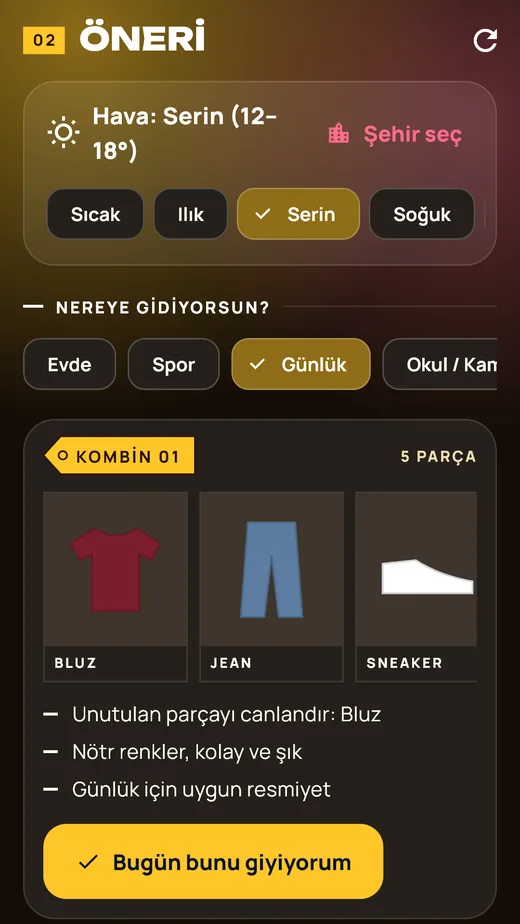 02 ÖNERİ
Hava: Serin (12–
18°)
Şehir seç
Sıcak Ilık Serin Soğuk
NEREYE GİDİYORSUN?
Evde Spor Günlük Okul / Kam
KOMBİN 01
5 PARÇA
BLUZ JEAN SNEAKER
Unutulan parçayı canlandır: Bluz
Nötr renkler, kolay ve şık
Günlük için uygun resmiyet
Bugün bunu giyiyorum